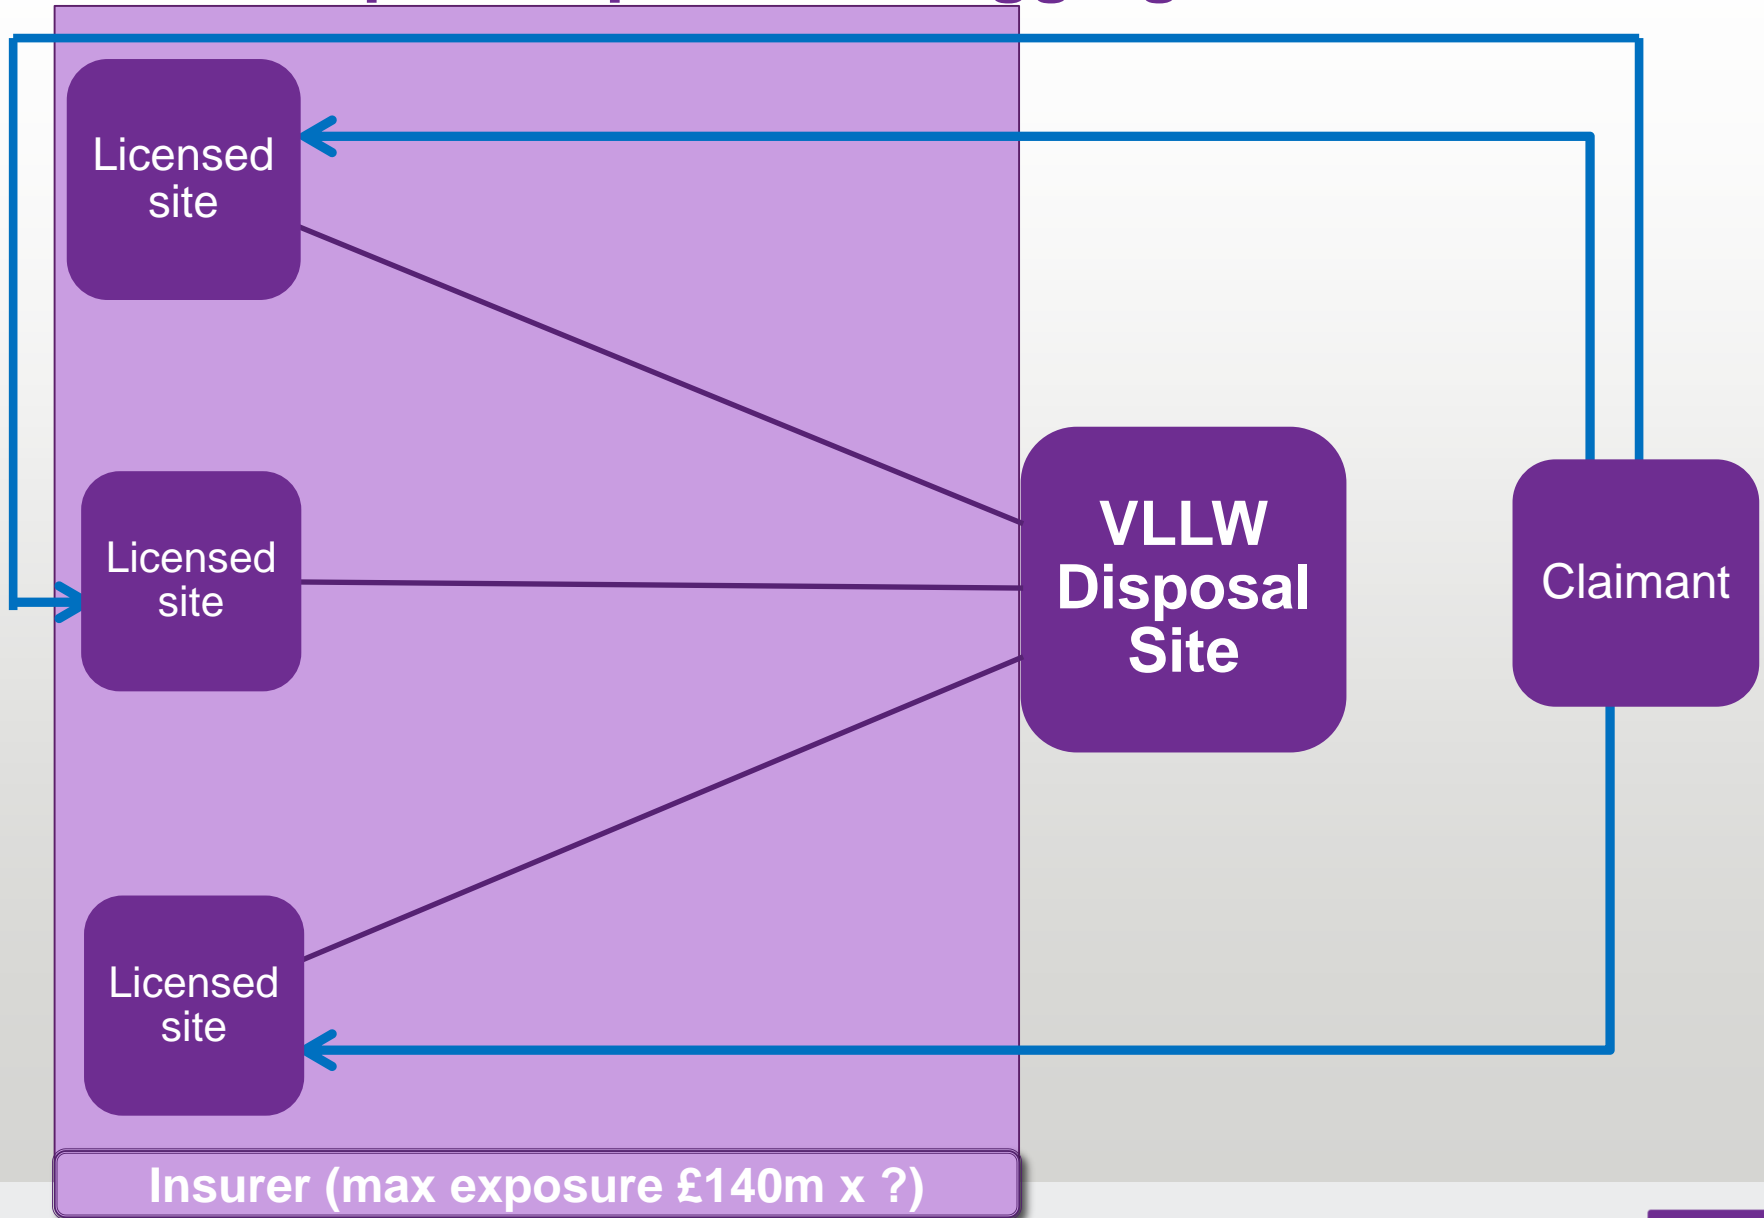 Licensed
site
Licensed
site
VLLW
Disposal
Site
Claimant
Licensed
site
Insurer (max exposure £140m x ?)